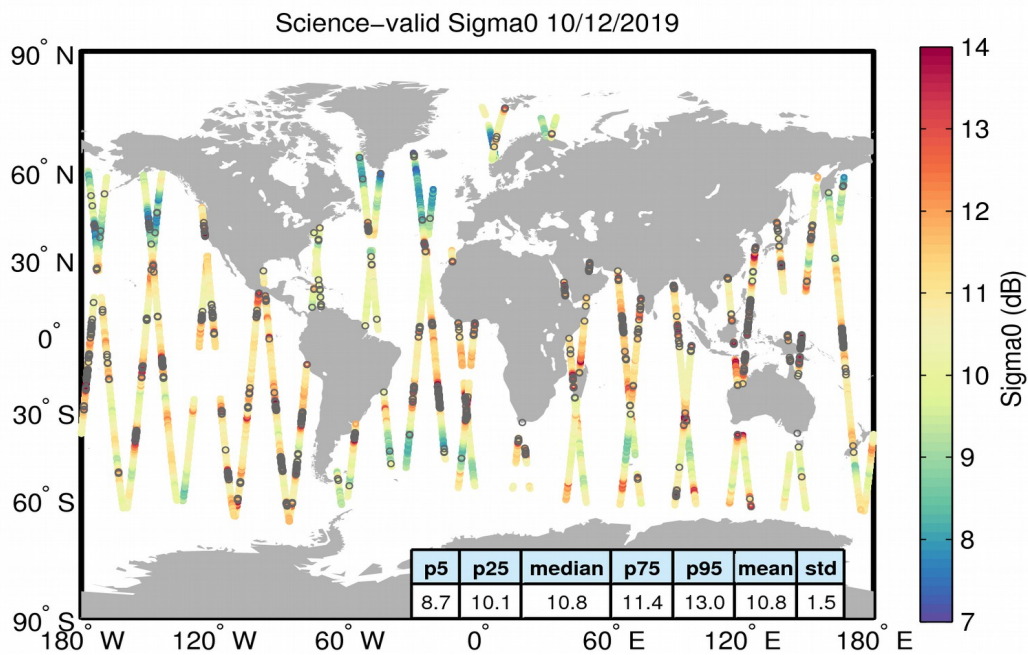 Science−valid Sigma0 10/12/2019
90° N
60° N
30° N
0°
30° S
60° S
90° S
180° W
120° W
60° W
0°
60° E
120° E
180° E
p5 p25 median p75 p95 mean std
8.7 10.1 10.8 11.4 13.0 10.8 1.5
14
13
12
11
10
9
8
7
Sigma0 (dB)